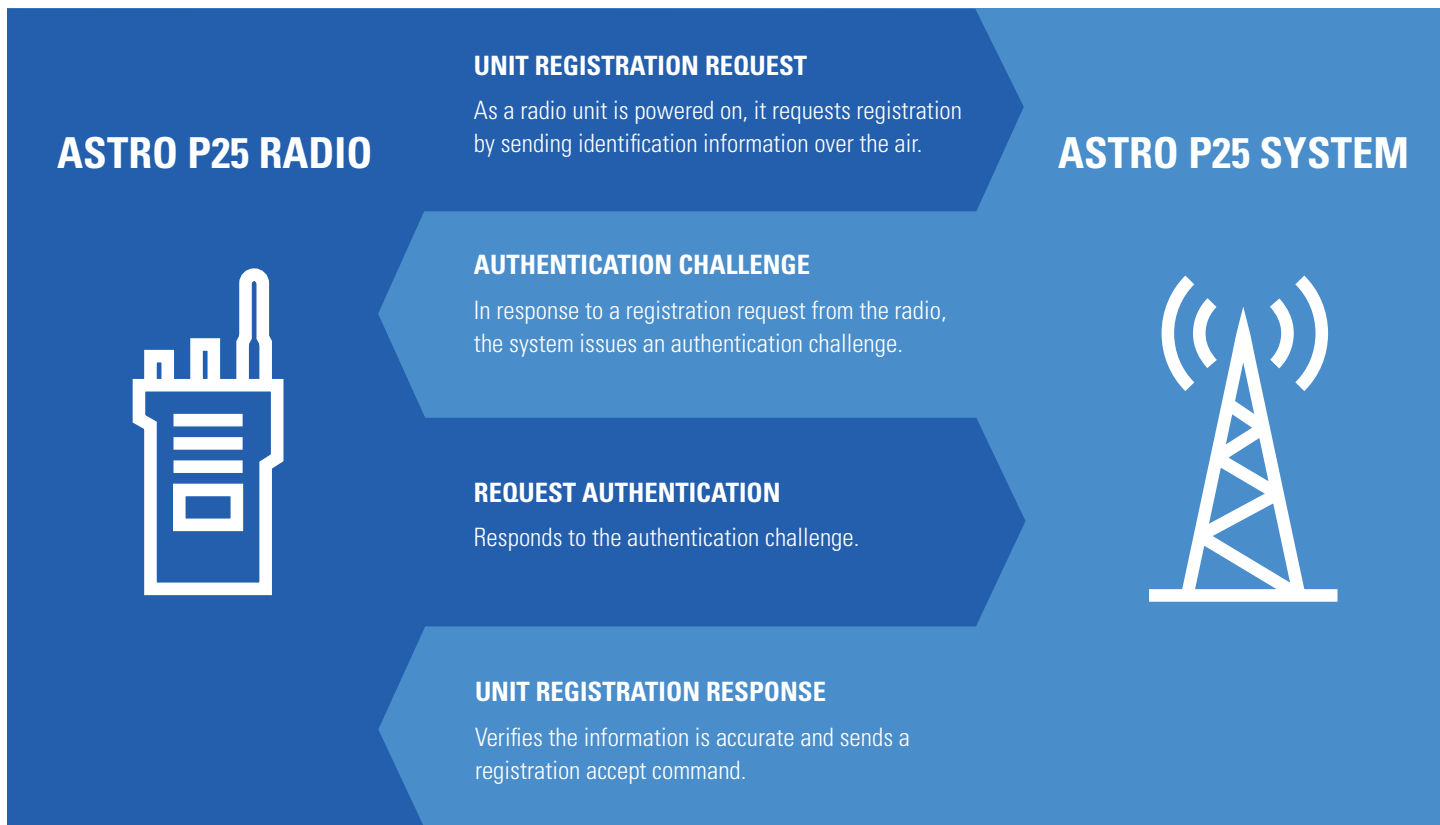 ASTRO P25 RADIO
UNIT REGISTRATION REQUEST
As a radio unit is powered on, it requests registration
by sending identification information over the air.
ASTRO P25 SYSTEM
AUTHENTICATION CHALLENGE
In response to a registration request from the radio,
the system issues an authentication challenge.
REQUEST AUTHENTICATION
Responds to the authentication challenge.
UNIT REGISTRATION RESPONSE
Verifies the information is accurate and sends a
registration accept command.